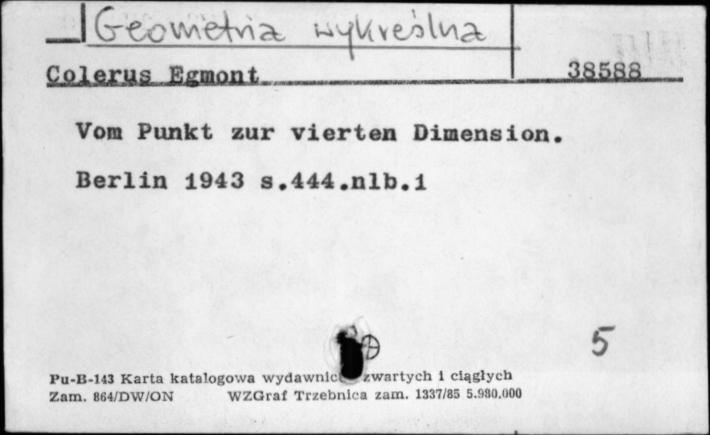 Geometria wykreślna
Colerus Egmont 38588
Vom Punkt zur vierten Dimension.
Berlin 1943 s.444.nlb.1
5
Pu-B-143 Karta katalogowa wydawnic zwartych i ciągłych
Zam. 864/DW/ON WZGraf Trzebnica zam. 1337/85 5.980.000